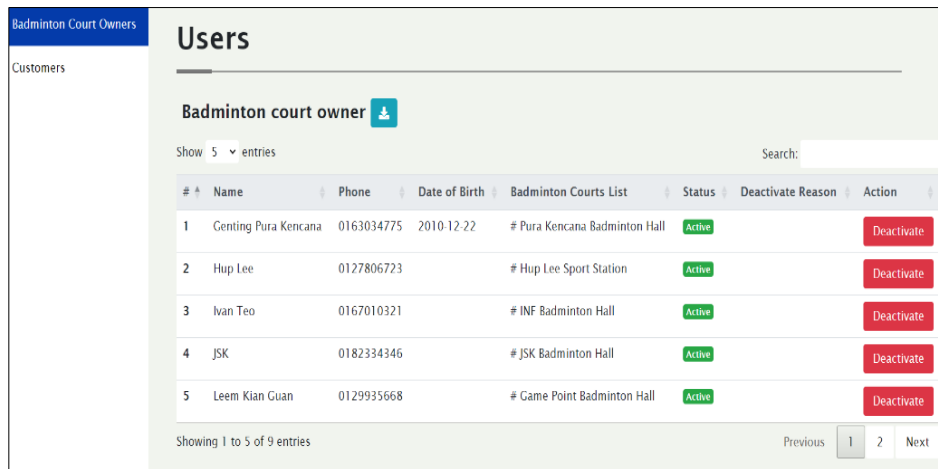 Badminton Court Owners
Customers
Users
Badminton court owner
Show 5 entries
Search:
# Name Phone Date of Birth Badminton Courts List Status Deactivate Reason Action
1 Genting Pura Kencana 0163034775 2010-12-22 # Pura Kencana Badminton Hall Active Deactivate
2 Hup Lee 0127806723 # Hup Lee Sport Station Active Deactivate
3 Ivan Teo 0167010321 # INF Badminton Hall Active Deactivate
4 JSK 0182334346 # JSK Badminton Hall Active Deactivate
5 Leem Kian Guan 0129935668 # Game Point Badminton Hall Active Deactivate
Showing 1 to 5 of 9 entries
Previous 1 2 Next